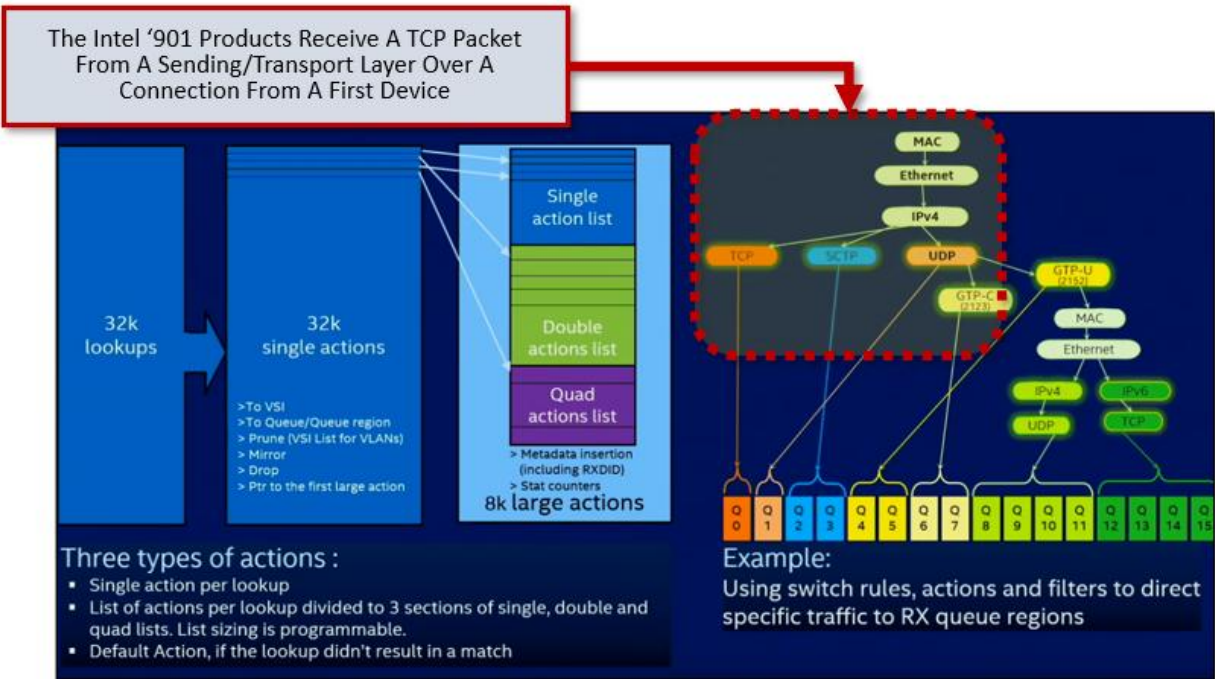 The Intel ‘901 Products Receive A TCP Packet
From A Sending/Transport Layer Over A
Connection From A First Device
32k
lookups
32k
single actions
>To VSI
>To Queue/Queue region
> Prune (VSI List for VLANs)
> Mirror
> Drop
> Ptr to the first large action
Single
action list
Double
actions list
Quad
actions list
> Metadata insertion
(including RXDID)
> Stat counters
8k large actions
MAC
Ethernet
IPv4
TCP
SCTP
UDP
GTP-U
(2152)
GTP-C
(2123)
MAC
Ethernet
IPv4
IPv6
UDP
TCP
Q Q Q Q Q Q Q Q Q Q Q Q Q Q Q Q
0 1 2 3 4 5 6 7 8 9 10 11 12 13 14 15
Three types of actions :
▪ Single action per lookup
▪ List of actions per lookup divided to 3 sections of single, double and
quad lists. List sizing is programmable.
▪ Default Action, if the lookup didn't result in a match
Example:
Using switch rules, actions and filters to direct
specific traffic to RX queue regions